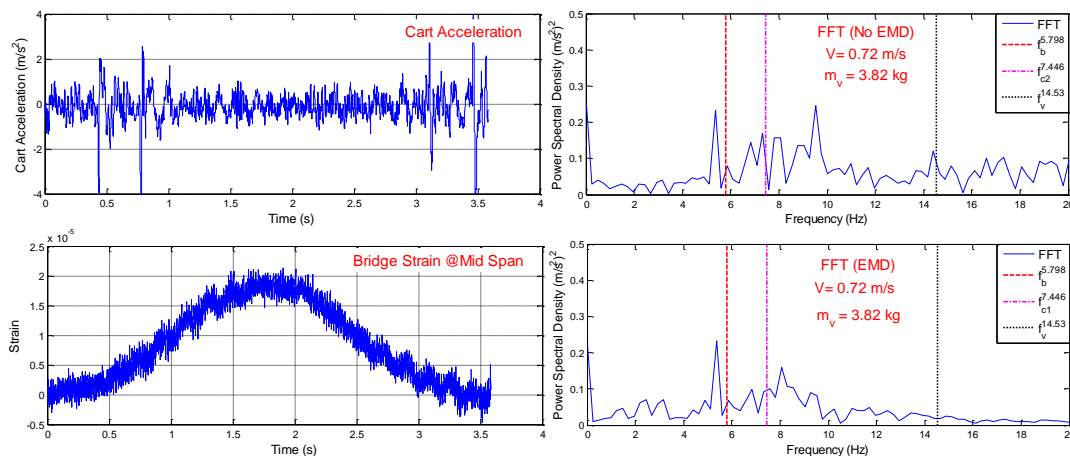 Cart Acceleration
Cart Acceleration (m/s²)
4
2
0
-2
-4
0 0.5 1 1.5 2 2.5 3 3.5 4
Time (s)
FFT (No EMD)
V= 0.72 m/s
m_v = 3.82 kg
FFT
f_b^5.798
f_c2^7.446
f_v^14.53
Power Spectral Density (m/s²)²
0.5
0.4
0.3
0.2
0.1
0
0 2 4 6 8 10 12 14 16 18 20
Frequency (Hz)
x 10^-5
Bridge Strain @Mid Span
Strain
2.5
2
1.5
1
0.5
0
-0.5
0 0.5 1 1.5 2 2.5 3 3.5 4
Time (s)
FFT (EMD)
V= 0.72 m/s
m_v = 3.82 kg
FFT
f_b^5.798
f_c1^7.446
f_v^14.53
Power Spectral Density (m/s²)²
0.5
0.4
0.3
0.2
0.1
0
0 2 4 6 8 10 12 14 16 18 20
Frequency (Hz)